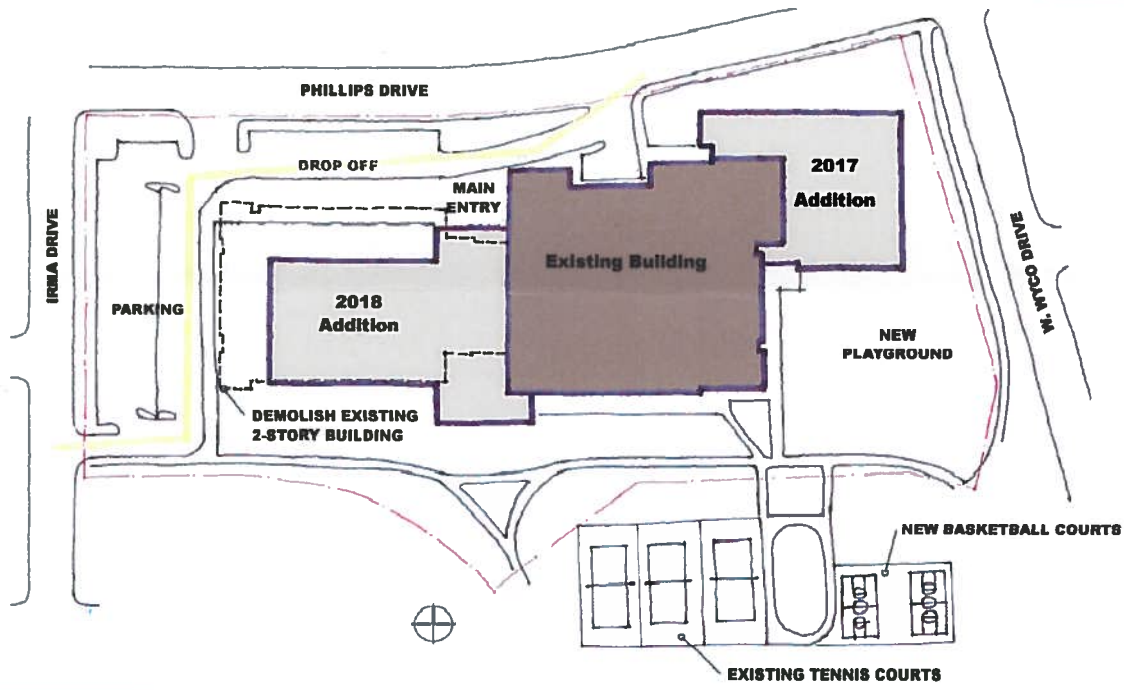 PHILLIPS DRIVE
DROP OFF
MAIN
ENTRY
2017
Addition
IRMA DRIVE
W. WYCO DRIVE
Existing Building
2018
Addition
PARKING
NEW
PLAYGROUND
DEMOLISH EXISTING
2-STORY BUILDING
NEW BASKETBALL COURTS
EXISTING TENNIS COURTS